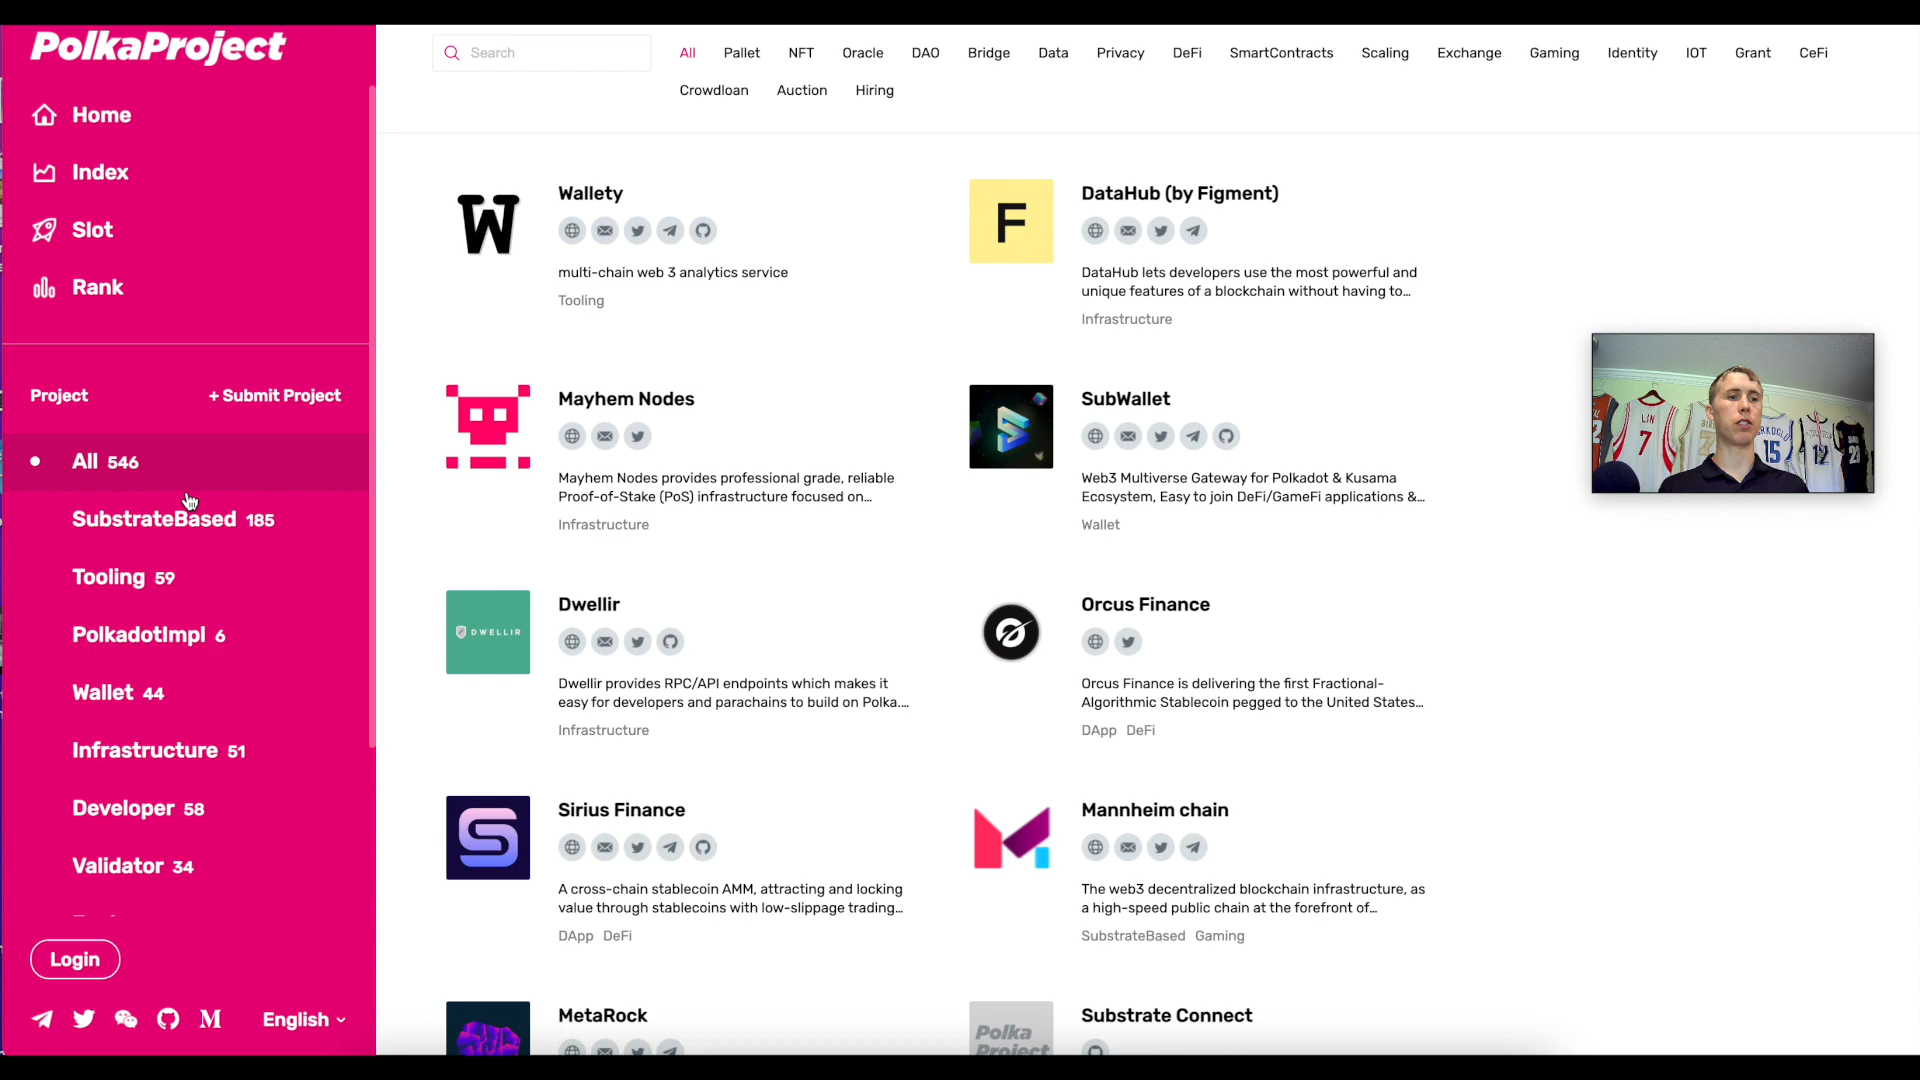 PolkaProject
Home
Index
Slot
Rank
Project
+ Submit Project
All 546
SubstrateBased 185
Tooling 59
PolkadotImpl 6
Wallet 44
Infrastructure 51
Developer 58
Validator 34
Login
English
Search
All Pallet NFT Oracle DAO Bridge Data Privacy DeFi SmartContracts Scaling Exchange Gaming Identity IOT Grant CeFi
Crowdloan Auction Hiring
W
Wallety
multi-chain web 3 analytics service
Tooling
F
DataHub (by Figment)
DataHub lets developers use the most powerful and
unique features of a blockchain without having to...
Infrastructure
Mayhem Nodes
Mayhem Nodes provides professional grade, reliable
Proof-of-Stake (PoS) infrastructure focused on...
Infrastructure
SubWallet
Web3 Multiverse Gateway for Polkadot & Kusama
Ecosystem, Easy to join DeFi/GameFi applications &...
Wallet
DWELLIR
Dwellir
Dwellir provides RPC/API endpoints which makes it
easy for developers and parachains to build on Polka....
Infrastructure
Orcus Finance
Orcus Finance is delivering the first Fractional-
Algorithmic Stablecoin pegged to the United States...
DApp DeFi
Sirius Finance
A cross-chain stablecoin AMM, attracting and locking
value through stablecoins with low-slippage trading...
DApp DeFi
Mannheim chain
The web3 decentralized blockchain infrastructure, as
a high-speed public chain at the forefront of...
SubstrateBased Gaming
MetaRock
Polka
Project
Substrate Connect
LIN
7
15